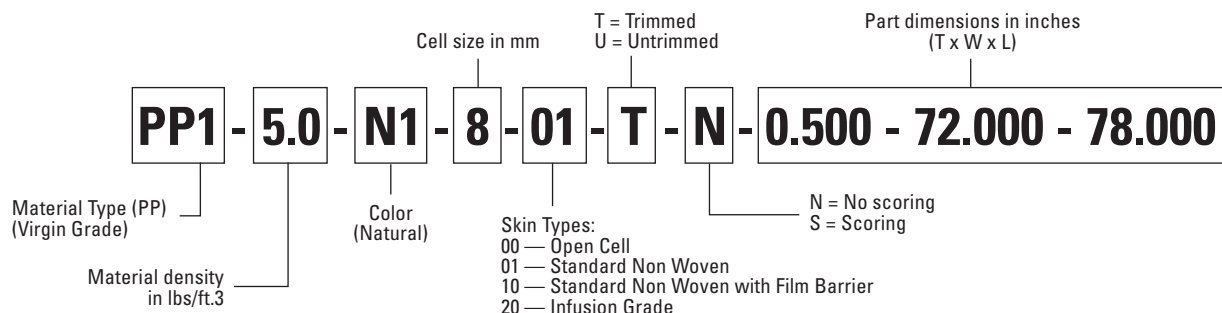 T = Trimmed
U = Untrimmed
Cell size in mm
Part dimensions in inches
(T x W x L)
PP1 - 5.0 - N1 - 8 - 01 - T - N - 0.500 - 72.000 - 78.000
Material Type (PP)
(Virgin Grade)
Material density
in lbs/ft.3
Color
(Natural)
Skin Types:
00 — Open Cell
01 — Standard Non Woven
10 — Standard Non Woven with Film Barrier
20 — Infusion Grade
N = No scoring
S = Scoring